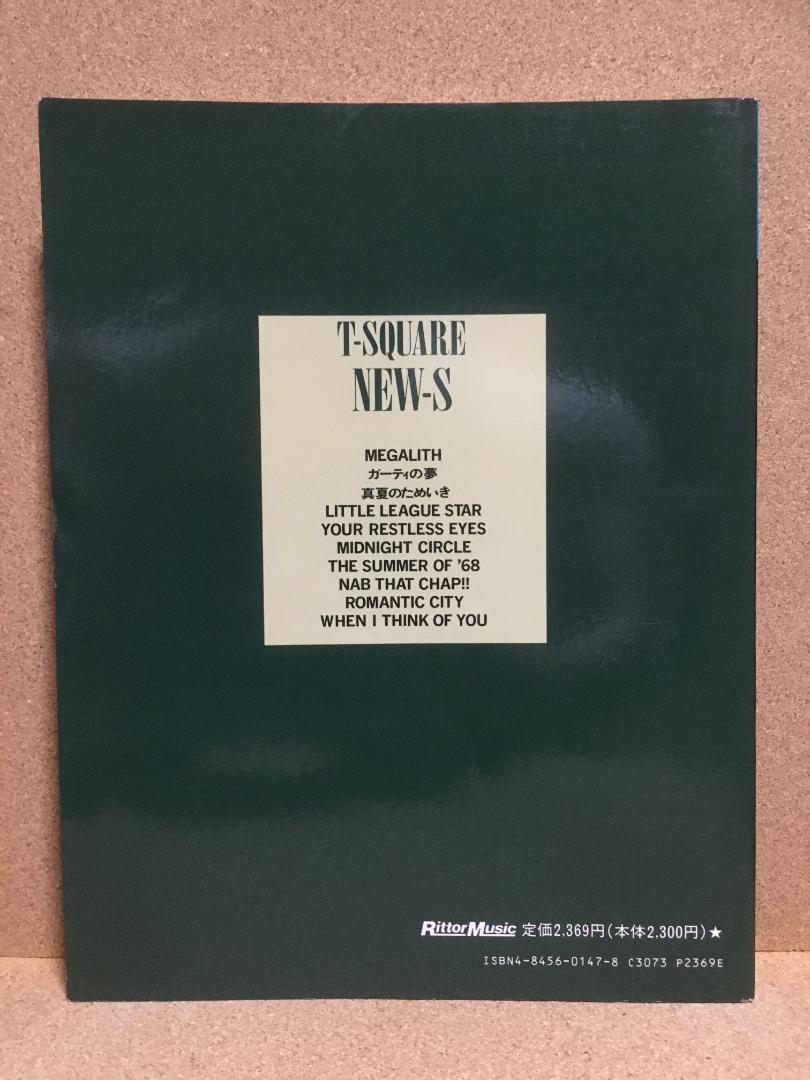 T-SQUARE
NEW-S
MEGALITH
ガーティの夢
真夏のためいき
LITTLE LEAGUE STAR
YOUR RESTLESS EYES
MIDNIGHT CIRCLE
THE SUMMER OF '68
NAB THAT CHAP!!
ROMANTIC CITY
WHEN I THINK OF YOU
Rittor Music 定価2,369円(本体2,300円)★
ISBN4-8456-0147-8 C3073 P2369E